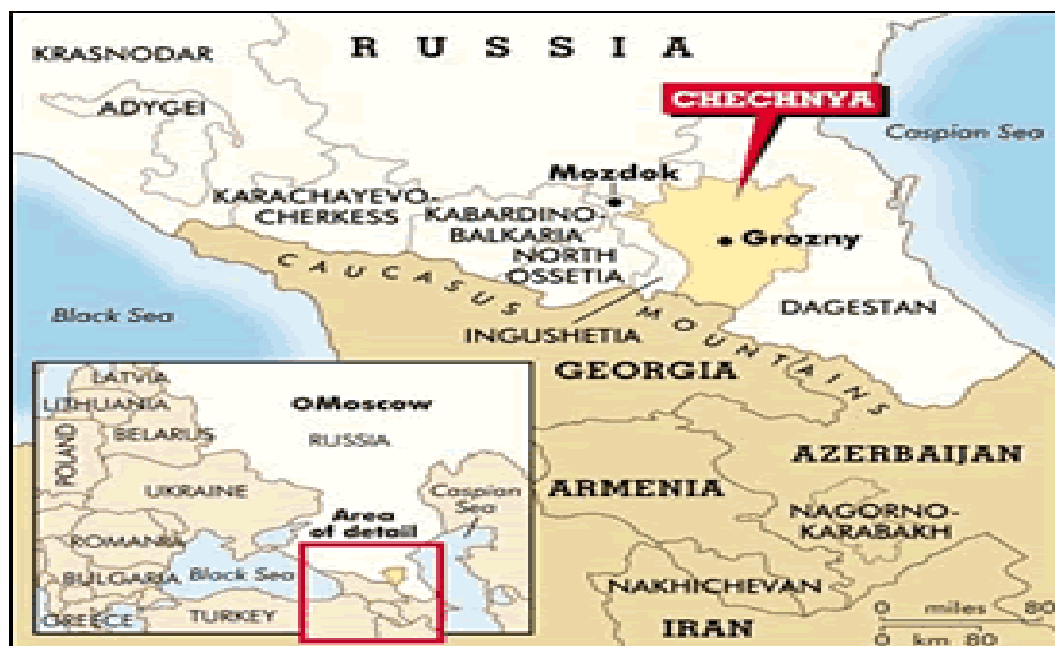 RUSSIA
KRASNODAR
ADYGEI
CHECHNYA
Caspian Sea
Mozdok
KARACHAYEVO-
CHERKESS
KABARDINO-
BALKARIA
NORTH
OSSETIA
Grozny
CAUCASUS MOUNTAINS
DAGESTAN
Black Sea
INGUSHETIA
GEORGIA
AZERBAIJAN
ARMENIA
NAGORNO-
KARABAKH
NAKHICHEVAN
IRAN
0 miles 80
0 km 80
LATVIA
LITHUANIA
Moscow
BELARUS
RUSSIA
POLAND
UKRAINE
Caspian
Sea
Area
of detail
ROMANIA
BULGARIA
Black Sea
GREECE
TURKEY